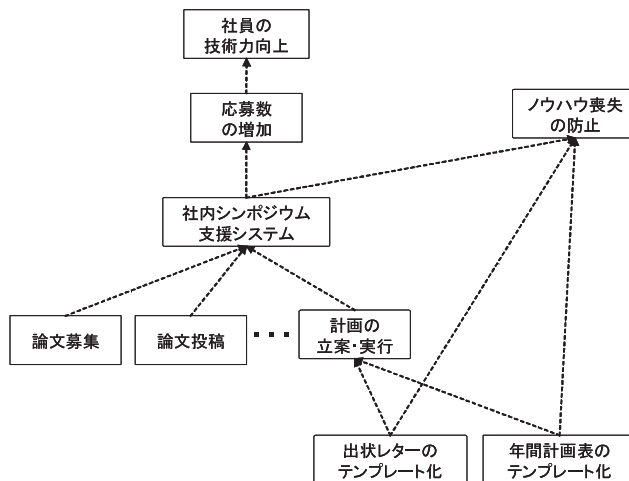 社員の
技術力向上
応募数
の増加
ノウハウ喪失
の防止
社内シンポジウム
支援システム
論文募集
論文投稿
・・・
計画の
立案・実行
出状レターの
テンプレート化
年間計画表の
テンプレート化